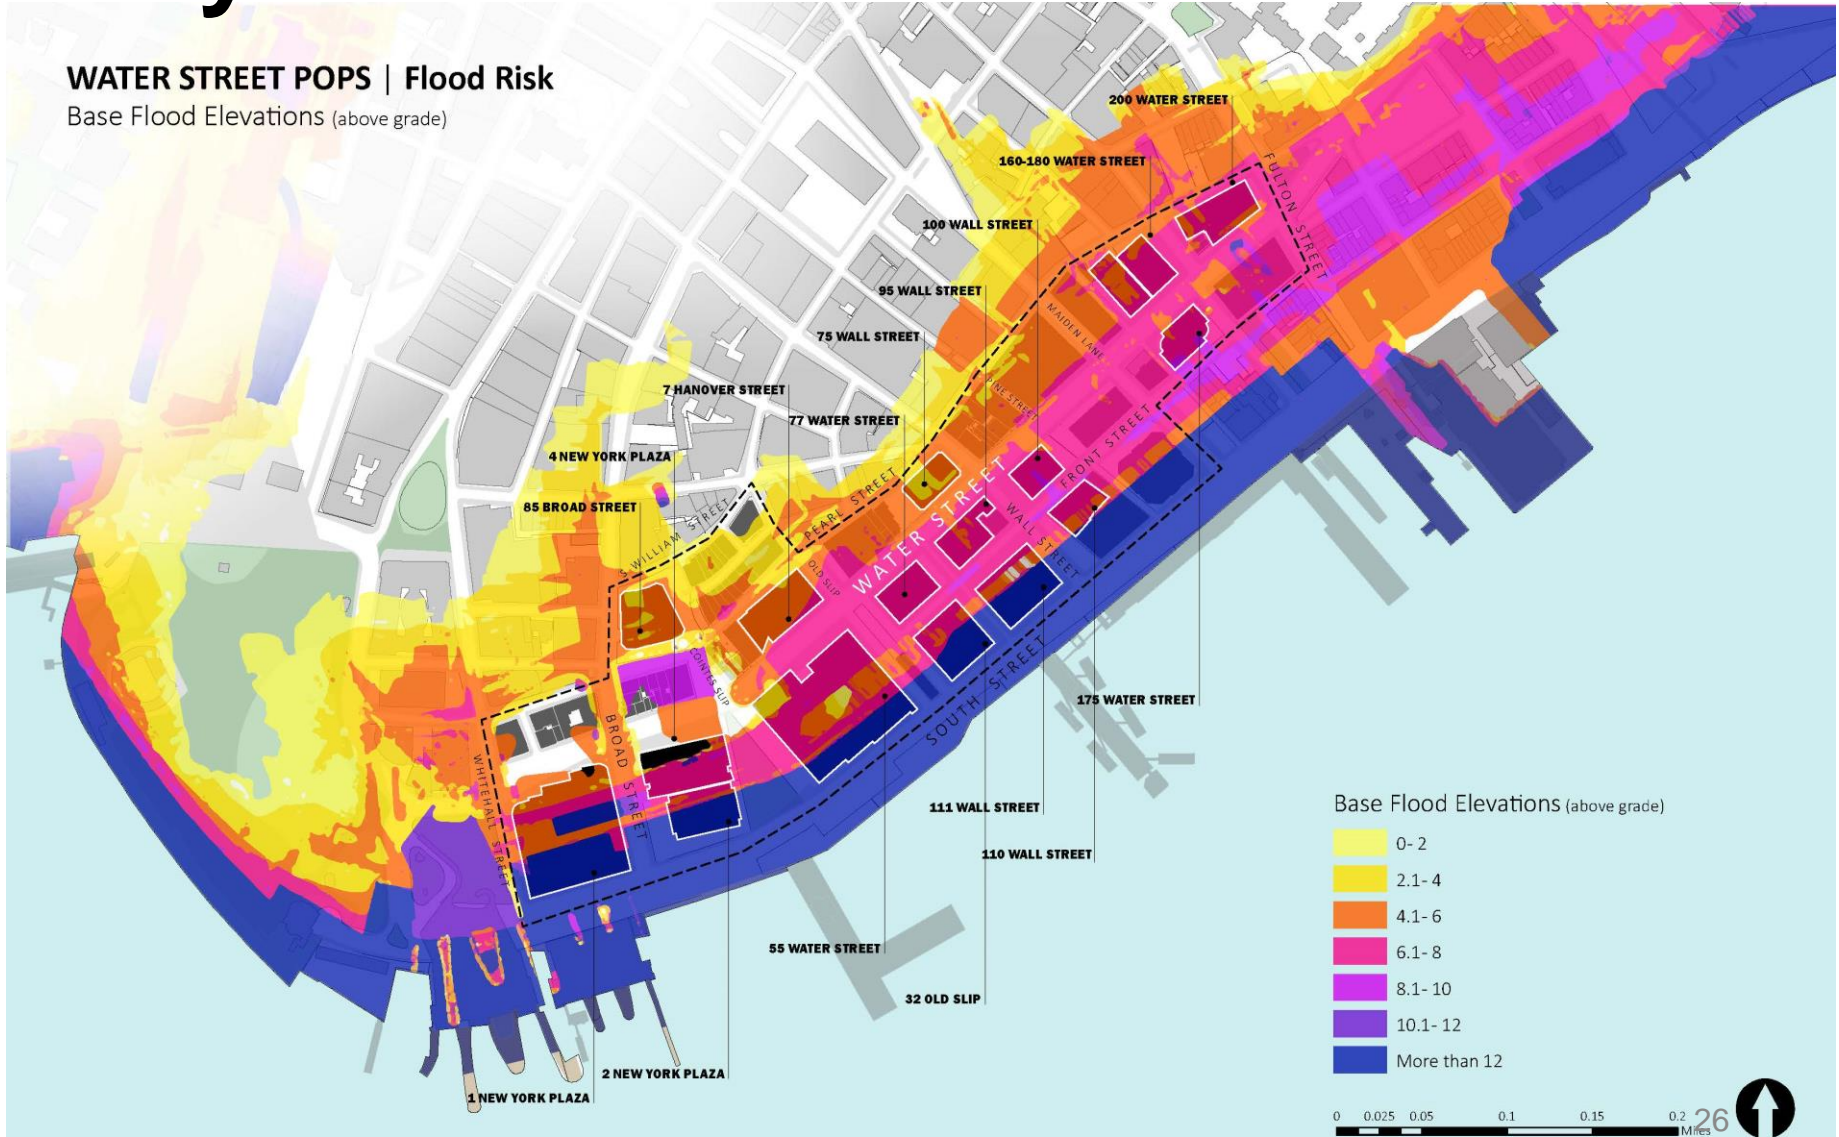 WATER STREET POPS | Flood Risk
Base Flood Elevations (above grade)
200 WATER STREET
160-180 WATER STREET
FULTON STREET
100 WALL STREET
95 WALL STREET
MAIDEN LANE
75 WALL STREET
PINE STREET
7 HANOVER STREET
77 WATER STREET
FRONT STREET
4 NEW YORK PLAZA
PEARL STREET
WATER STREET
85 BROAD STREET
S WILLIAM STREET
WALL STREET
OLD SLIP
COENTIES SLIP
SOUTH STREET
175 WATER STREET
BROAD STREET
WHITEHALL STREET
111 WALL STREET
110 WALL STREET
55 WATER STREET
32 OLD SLIP
2 NEW YORK PLAZA
1 NEW YORK PLAZA
Base Flood Elevations (above grade)
0- 2
2.1- 4
4.1- 6
6.1- 8
8.1- 10
10.1- 12
More than 12
0 0.025 0.05 0.1 0.15 0.2
Miles
26